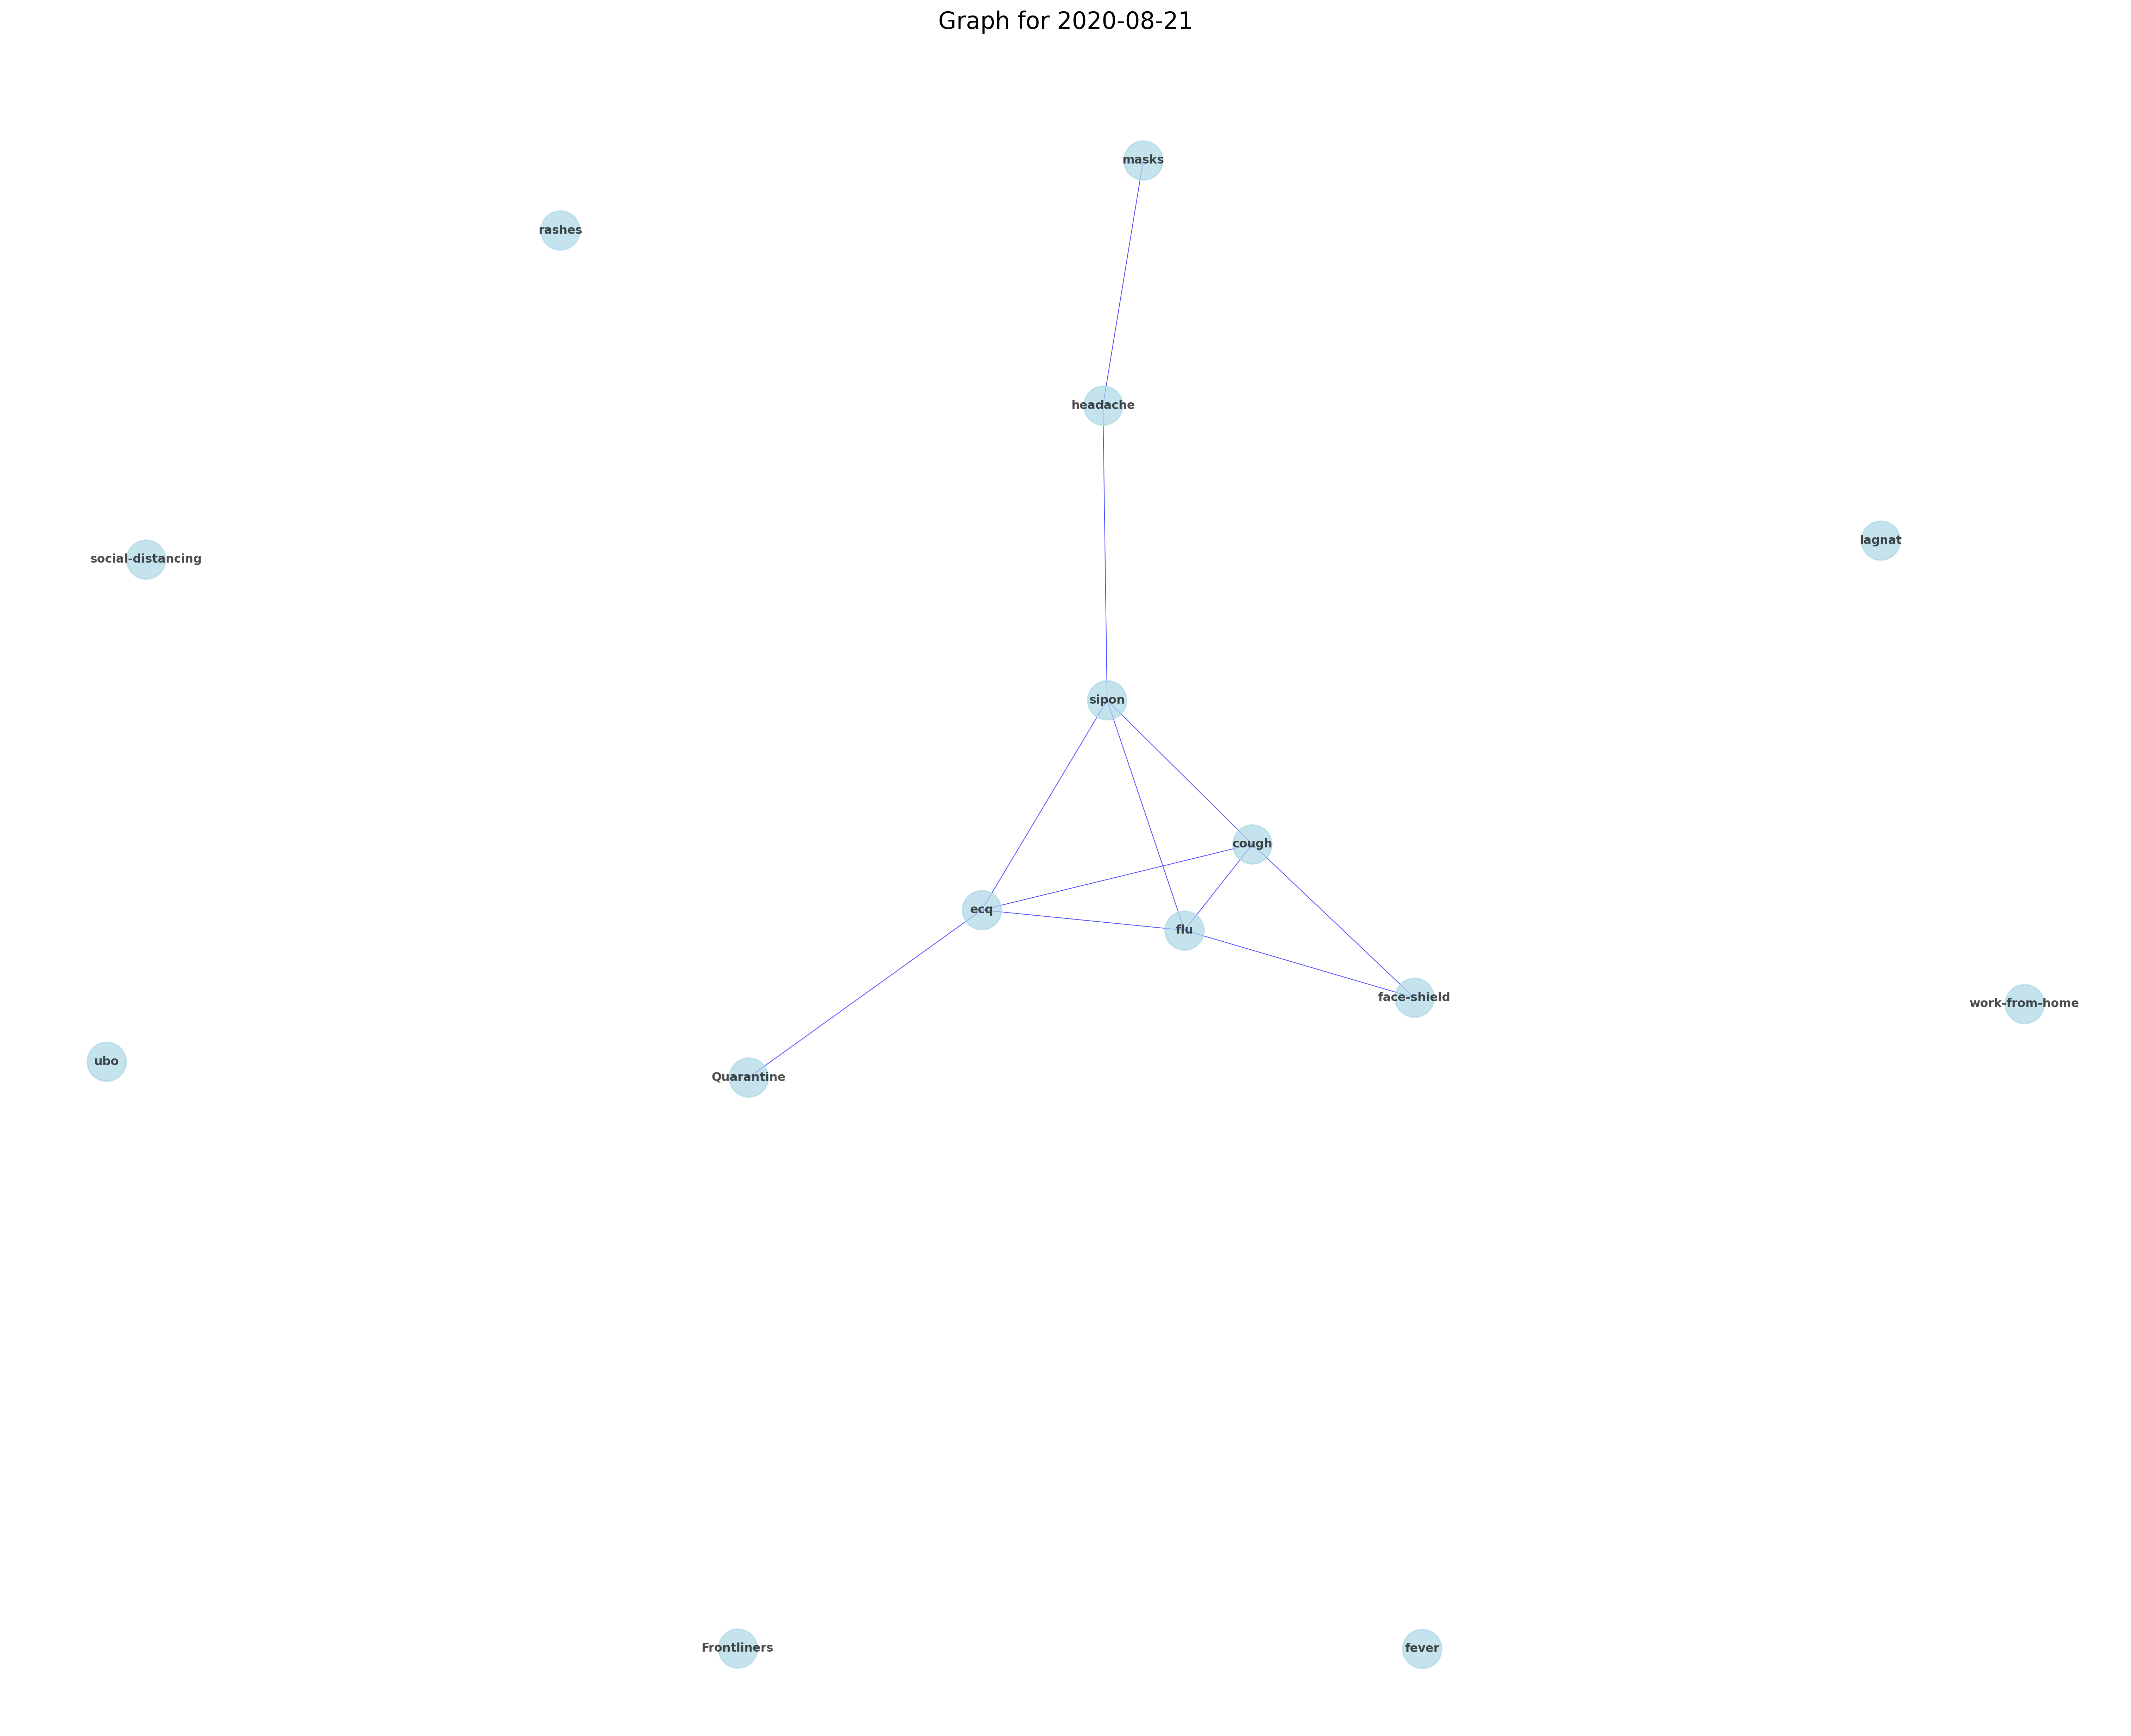 Graph for 2020-08-21
masks
rashes
headache
lagnat
social-distancing
sipon
cough
ecq
flu
face-shield
work-from-home
ubo
Quarantine
Frontliners
fever